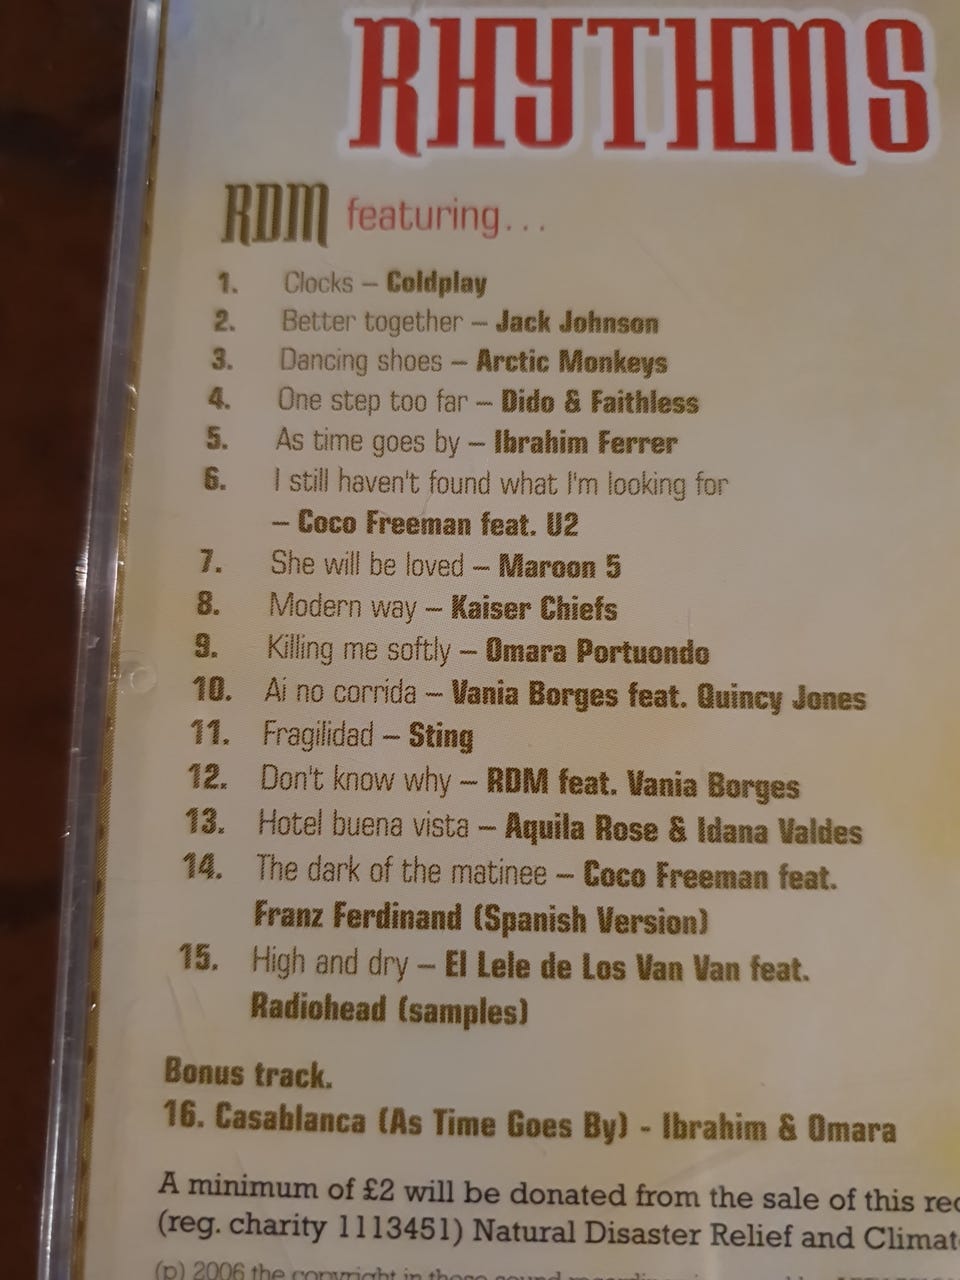 RHYTHMS
RDM featuring...
1. Clocks – Coldplay
2. Better together – Jack Johnson
3. Dancing shoes – Arctic Monkeys
4. One step too far – Dido & Faithless
5. As time goes by – Ibrahim Ferrer
6. I still haven't found what I'm looking for
– Coco Freeman feat. U2
7. She will be loved – Maroon 5
8. Modern way – Kaiser Chiefs
9. Killing me softly – Omara Portuondo
10. Ai no corrida – Vania Borges feat. Quincy Jones
11. Fragilidad – Sting
12. Don't know why – RDM feat. Vania Borges
13. Hotel buena vista – Aquila Rose & Idana Valdes
14. The dark of the matinee – Coco Freeman feat.
Franz Ferdinand (Spanish Version)
15. High and dry – El Lele de Los Van Van feat.
Radiohead (samples)
Bonus track.
16. Casablanca (As Time Goes By) - Ibrahim & Omara
A minimum of £2 will be donated from the sale of this
(reg. charity 1113451) Natural Disaster Relief and
(p) 2006 the copyright in these sound